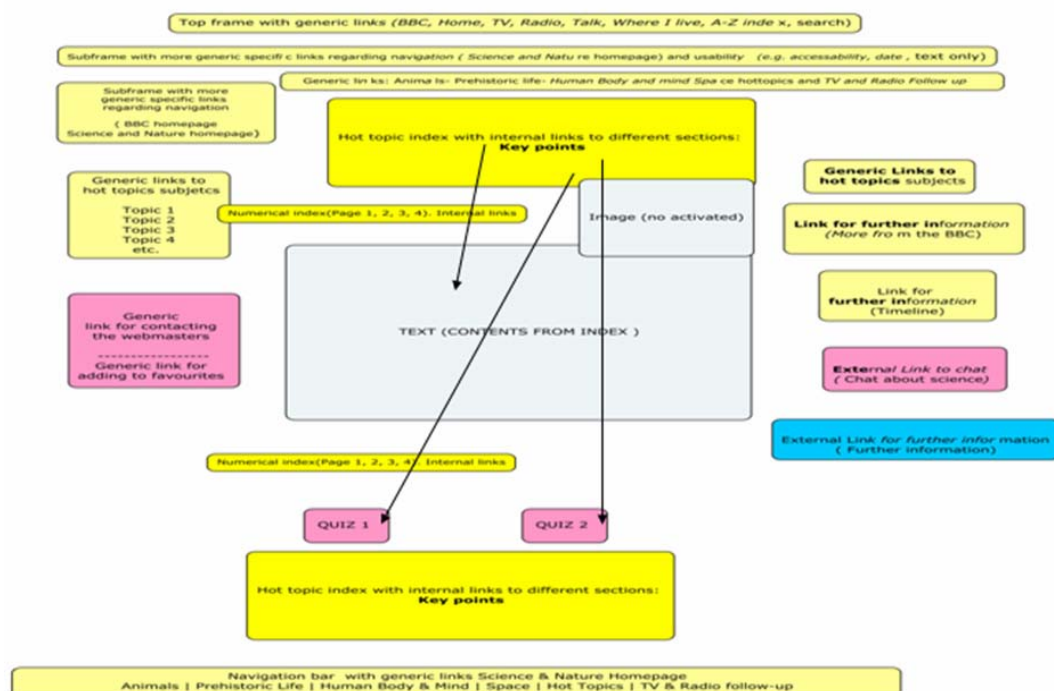 Top frame with generic links (BBC, Home, TV, Radio, Talk, Where I live, A-Z inde x, search)
Subframe with more generic specifi c links regarding navigation ( Science and Natu re homepage) and usability (e.g. accessability, date , text only)
Generic lin ks: Anima ls- Prehistoric life- Human Body and mind Spa ce hottopics and TV and Radio Follow up
Subframe with more
generic specific links
regarding navigation
( BBC homepage
Science and Nature homepage)
Hot topic index with internal links to different sections:
Key points
Generic links to
hot topics subjetcs
Topic 1
Topic 2
Topic 3
Topic 4
etc.
Numerical index(Page 1, 2, 3, 4). Internal links
Image (no activated)
Generic Links to
hot topics subjects
Link for further information
(More fro m the BBC)
Link for
further information
(Timeline)
Generic
link for contacting
the webmasters
-----------------
Generic link for
adding to favourites
TEXT (CONTENTS FROM INDEX )
External Link to chat
( Chat about science)
External Link for further infor mation
( Further information)
Numerical index(Page 1, 2, 3, 4). Internal links
QUIZ 1
QUIZ 2
Hot topic index with internal links to different sections:
Key points
Navigation bar with generic links Science & Nature Homepage
Animals | Prehistoric Life | Human Body & Mind | Space | Hot Topics | TV & Radio follow-up